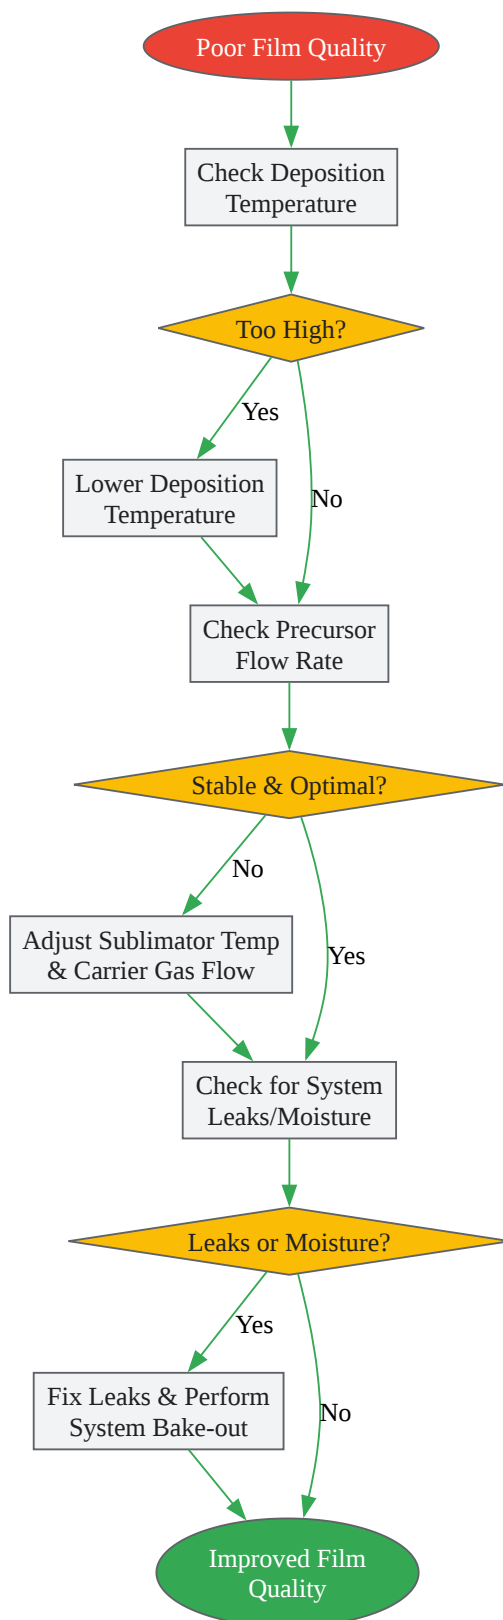 Poor Film Quality
Check Deposition
Temperature
Too High?
Yes
Lower Deposition
Temperature
No
Check Precursor
Flow Rate
Stable & Optimal?
No
Adjust Sublimator Temp
& Carrier Gas Flow
Yes
Check for System
Leaks/Moisture
Leaks or Moisture?
Yes
Fix Leaks & Perform
System Bake-out
No
Improved Film
Quality